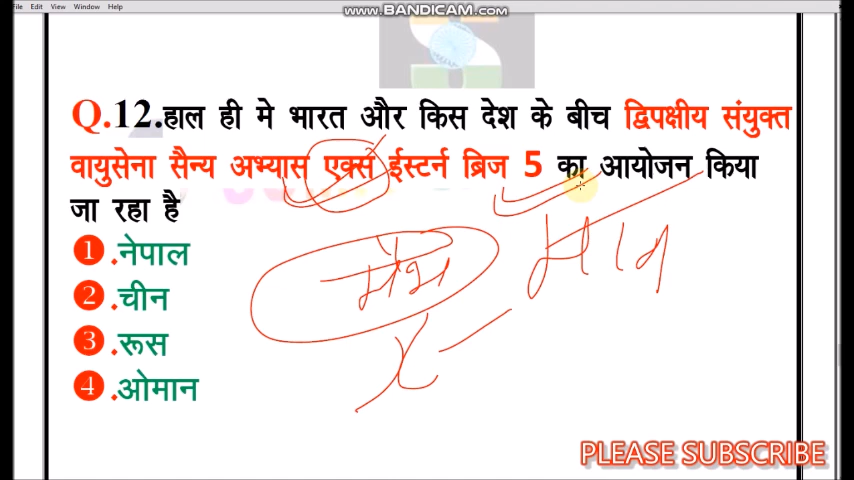 File Edit View Window Help
www.BANDICAM.com
Q.12.हाल ही मे भारत और किस देश के बीच द्विपक्षीय संयुक्त
वायुसेना सैन्य अभ्यास एक्स ईस्टर्न ब्रिज 5 का आयोजन किया
जा रहा है
1.नेपाल
2.चीन
3.रूस
4.ओमान
PLEASE SUBSCRIBE